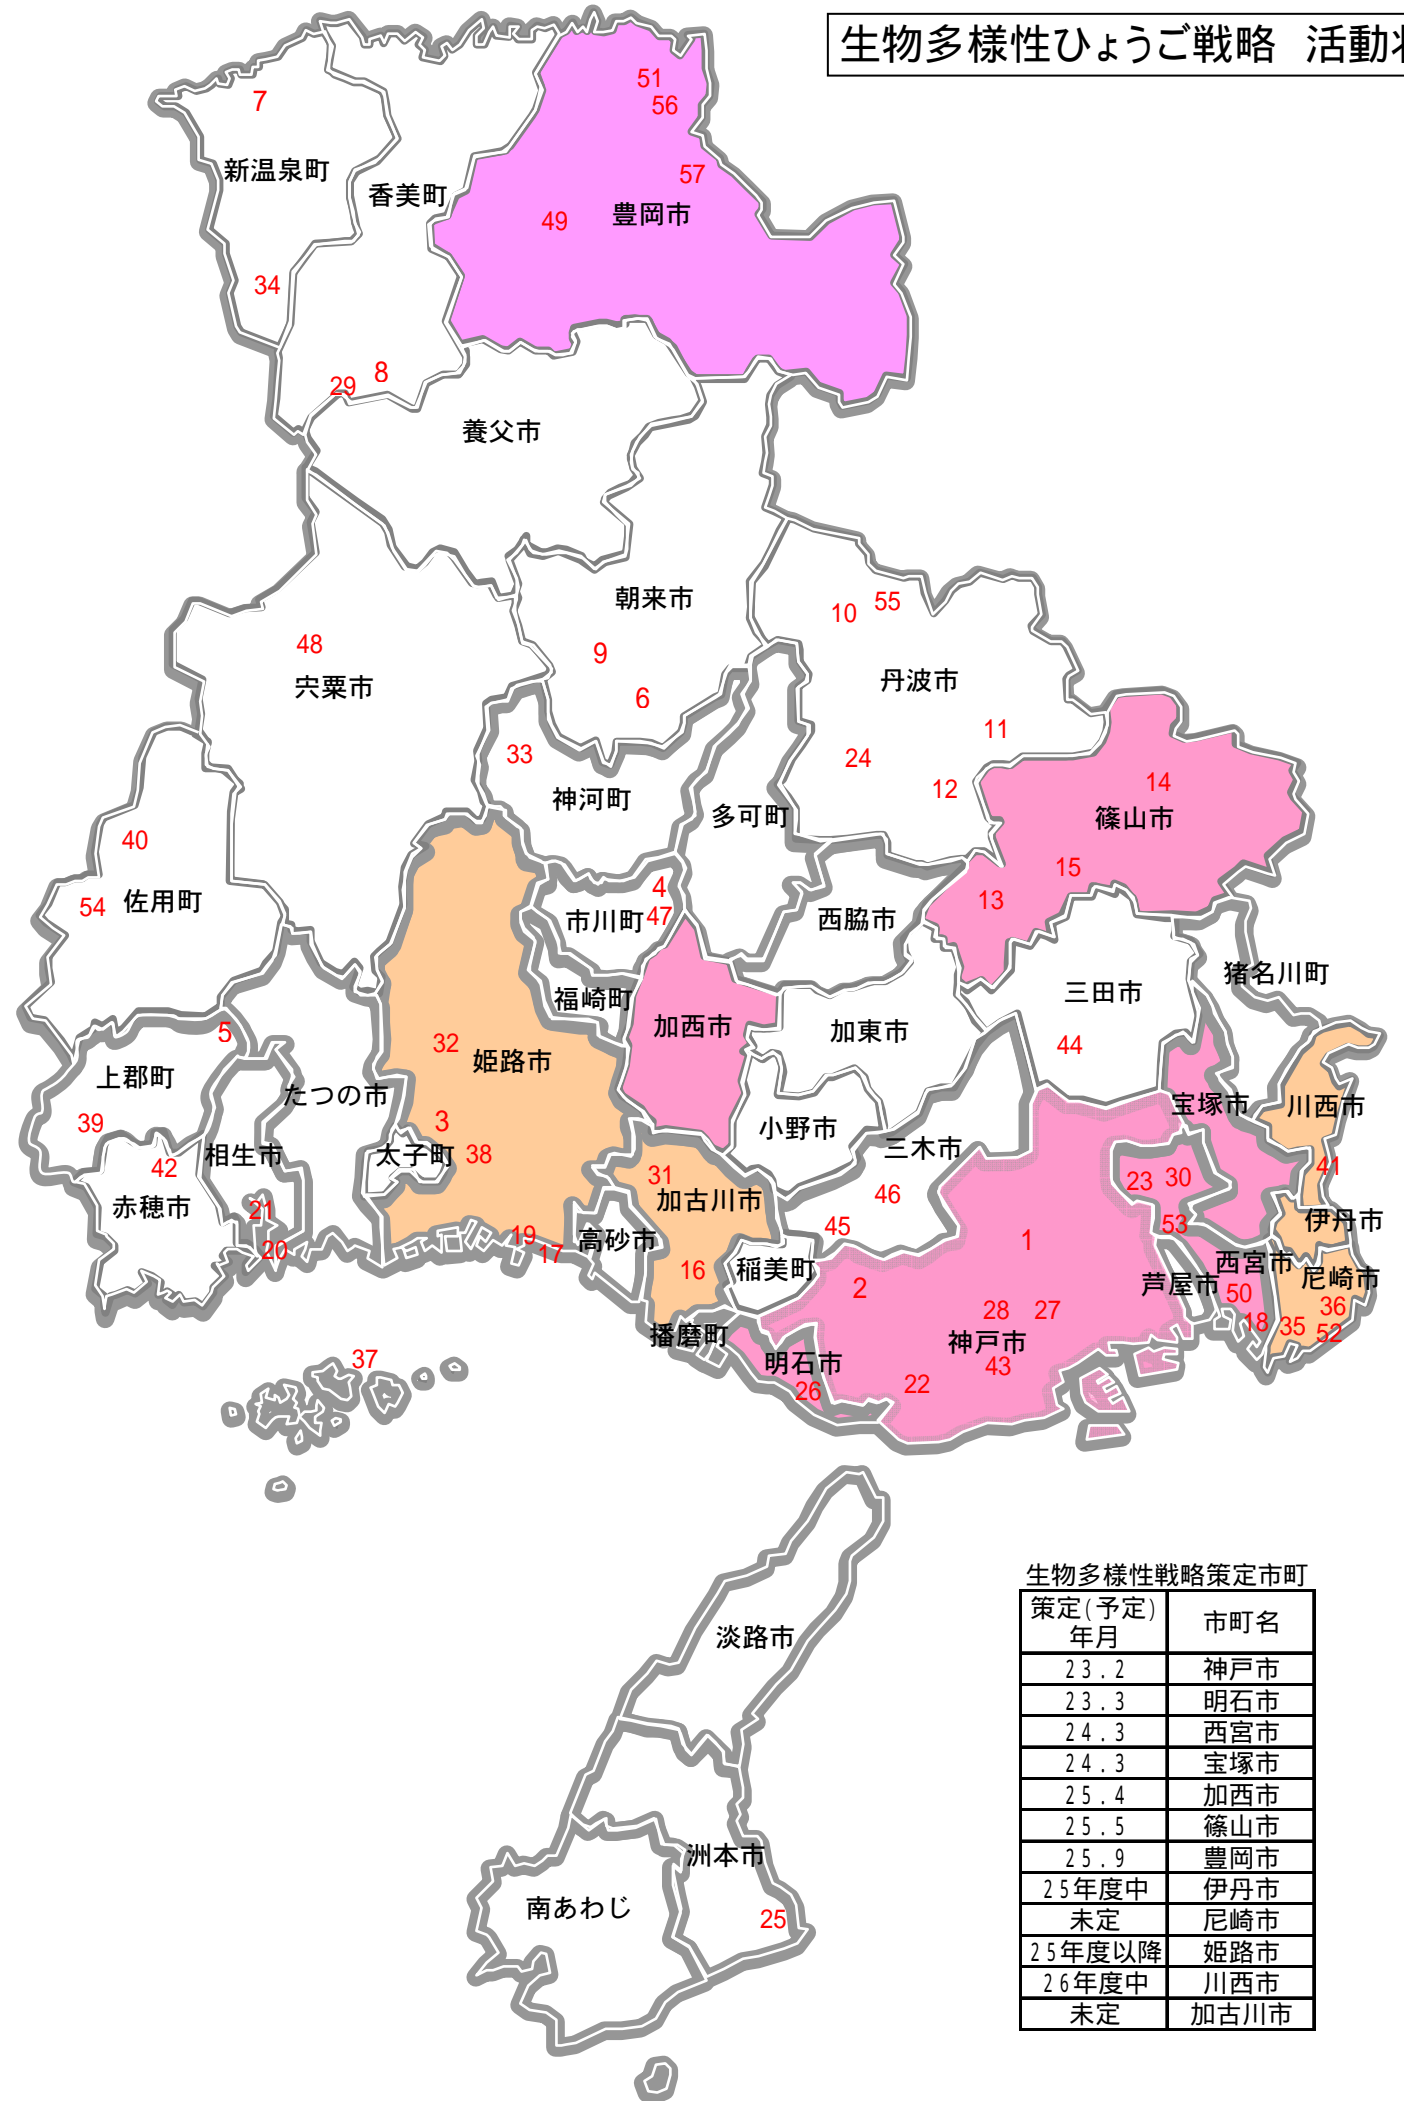 生物多様性ひょうご戦略 活動
51
56
7
57
新温泉町
香美町
49
豊岡市
34
8
29
養父市
朝来市
10
55
48
9
宍粟市
丹波市
6
11
33
24
14
12
神河町
多可町
篠山市
40
15
4
54
佐用町
13
市川町
47
西脇市
猪名川町
三田市
福崎町
加西市
5
加東市
32
44
姫路市
上郡町
たつの市
宝塚市
川西市
3
39
小野市
三木市
相生市
太子町
38
42
31
23
30
41
赤穂市
加古川市
46
21
45
53
伊丹市
19
高砂市
1
20
17
16
稲美町
西宮市
尼崎市
芦屋市
2
50
36
28
27
18
35
52
播磨町
神戸市
37
明石市
43
26
22
淡路市
洲本市
南あわじ
25
生物多様性戦略策定市町
策定(予定)
年月 市町名
23.2 神戸市
23.3 明石市
24.3 西宮市
24.3 宝塚市
25.4 加西市
25.5 篠山市
25.9 豊岡市
25年度中 伊丹市
未定 尼崎市
25年度以降 姫路市
26年度中 川西市
未定 加古川市